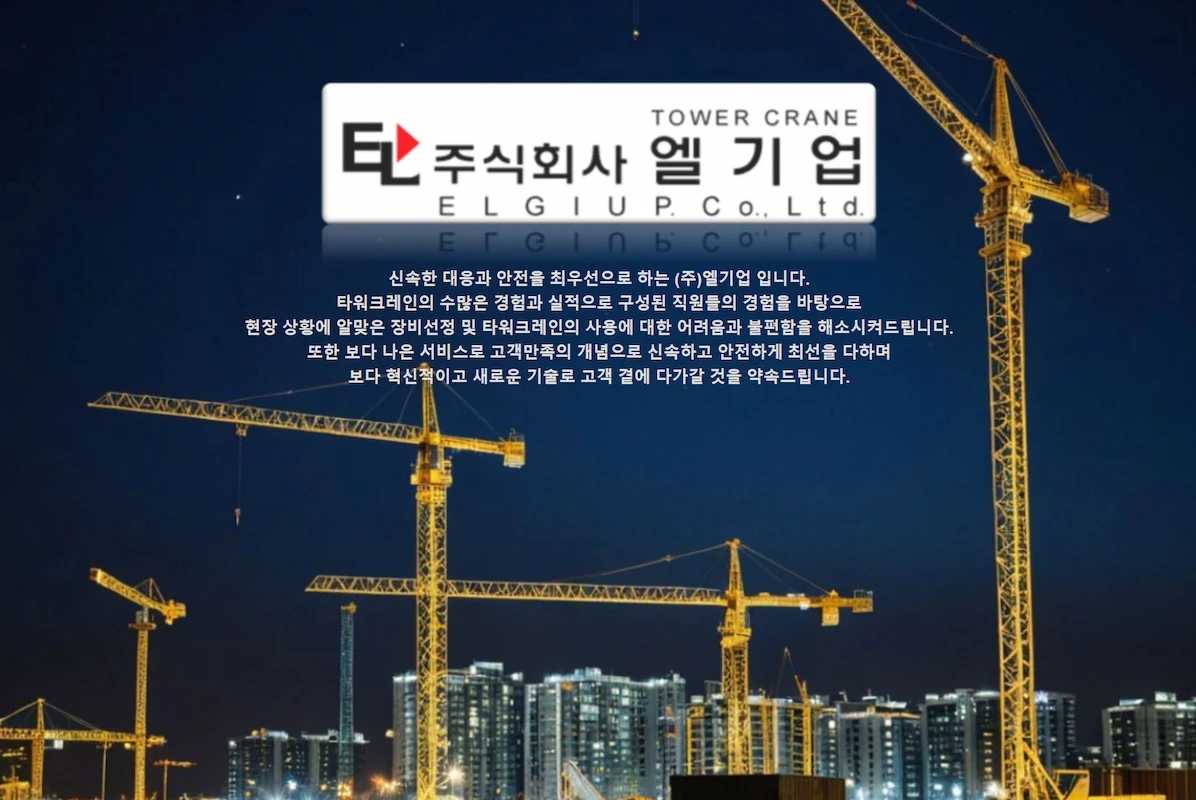 TOWER CRANE
EL 주식회사 엘기업
ELGIUP. Co., Ltd.
신속한 대응과 안전을 최우선으로 하는 (주)엘기업 입니다.
타워크레인의 수많은 경험과 실적으로 구성된 직원들의 경험을 바탕으로
현장 상황에 알맞은 장비선정 및 타워크레인의 사용에 대한 어려움과 불편함을 해소시켜드립니다.
또한 보다 나은 서비스로 고객만족의 개념으로 신속하고 안전하게 최선을 다하며
보다 혁신적이고 새로운 기술로 고객 곁에 다가갈 것을 약속드립니다.